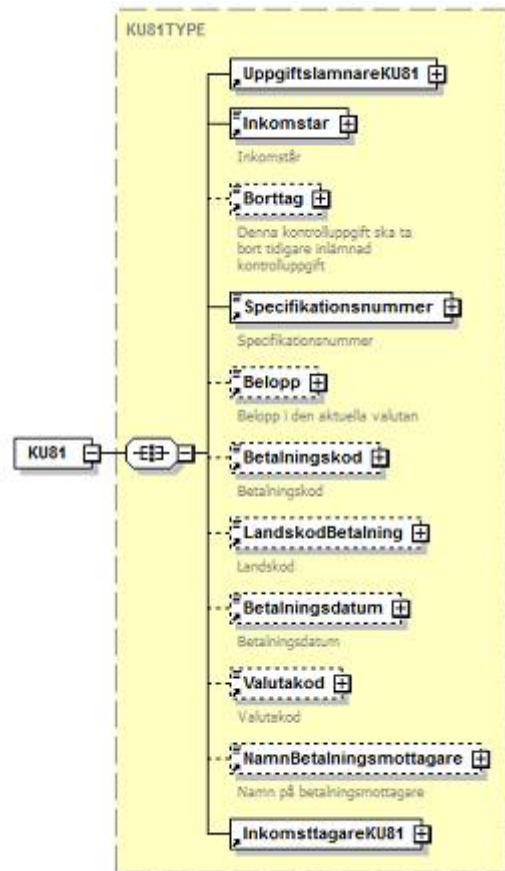 KU81TYPE
UppgiftslamnareKU81
Inkomstar
Inkomstår
Borttag
Denna kontrolluppgift ska ta
bort tidigare inlämnad
kontrolluppgift
Specifikationsnummer
Specifikationsnummer
Belopp
Belopp i den aktuella valutan
KU81
Betalningskod
Betalningskod
LandskodBetalning
Landskod
Betalningsdatum
Betalningsdatum
Valutakod
Valutakod
NamnBetalningsmottagare
Namn på betalningsmottagare
InkomsttagareKU81